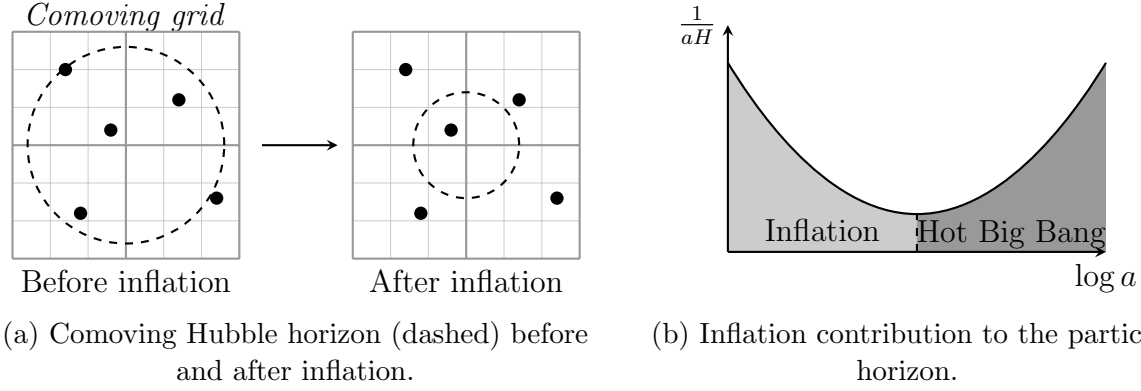 Comoving grid
Before inflation
After inflation
(a) Comoving Hubble horizon (dashed) before
and after inflation.
1
aH
Inflation
Hot Big Bang
log a
(b) Inflation contribution to the partic
horizon.